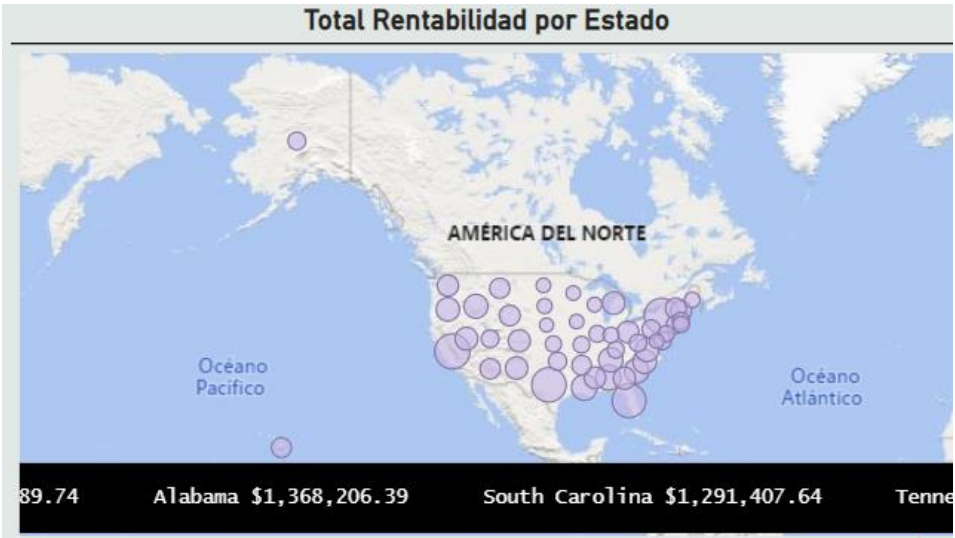 Total Rentabilidad por Estado
AMÉRICA DEL NORTE
Océano
Pacífico
Océano
Atlántico
89.74 Alabama $1,368,206.39 South Carolina $1,291,407.64 Tenne